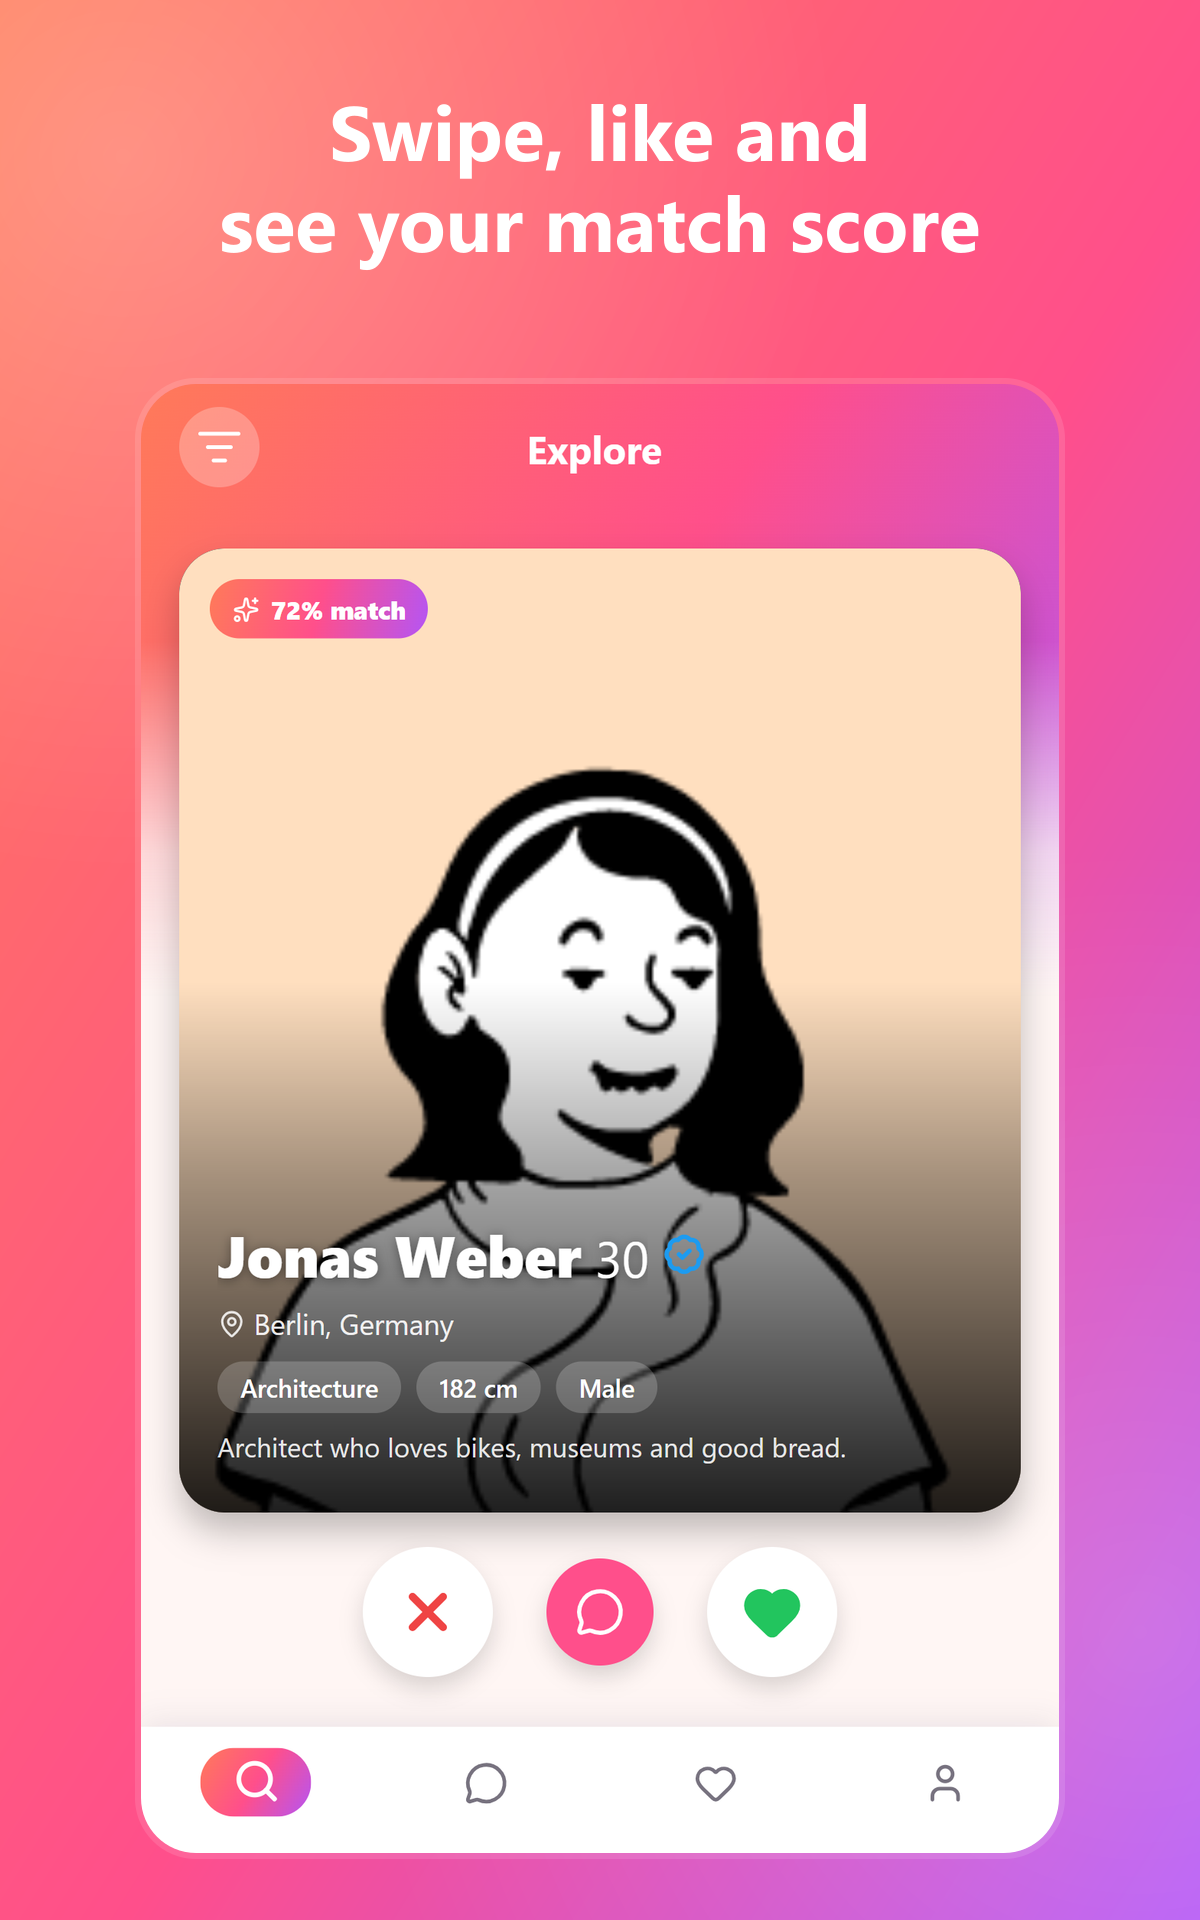 Swipe, like and
see your match score
Explore
72% match
Jonas Weber 30
Berlin, Germany
Architecture 182 cm Male
Architect who loves bikes, museums and good bread.